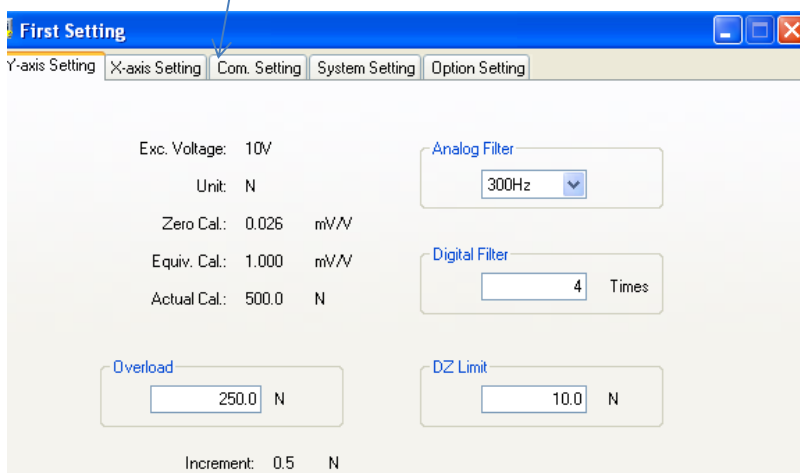 First Setting
Y-axis Setting X-axis Setting Com. Setting System Setting Option Setting
Exc. Voltage: 10V
Analog Filter
Unit: N
300Hz
Zero Cal.: 0.026 mV/V
Equiv. Cal.: 1.000 mV/V
Digital Filter
4 Times
Actual Cal.: 500.0 N
Overload
DZ Limit
250.0 N
10.0 N
Increment: 0.5 N